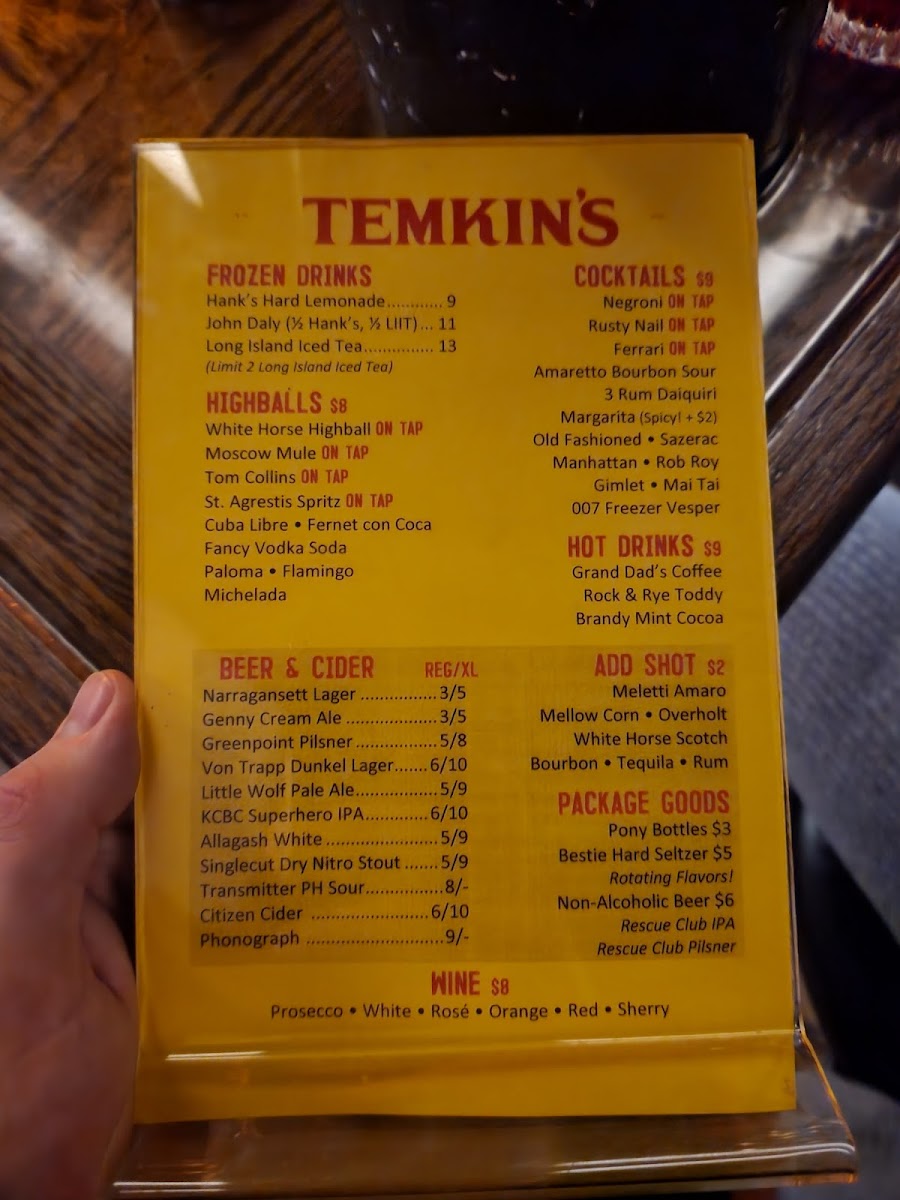 TEMKIN'S
FROZEN DRINKS
Hank's Hard Lemonade............ 9
John Daly (½ Hank's, ½ LIIT)... 11
Long Island Iced Tea............... 13
(Limit 2 Long Island Iced Tea)
HIGHBALLS $8
White Horse Highball ON TAP
Moscow Mule ON TAP
Tom Collins ON TAP
St. Agrestis Spritz ON TAP
Cuba Libre • Fernet con Coca
Fancy Vodka Soda
Paloma • Flamingo
Michelada
COCKTAILS $9
Negroni ON TAP
Rusty Nail ON TAP
Ferrari ON TAP
Amaretto Bourbon Sour
3 Rum Daiquiri
Margarita (Spicy! + $2)
Old Fashioned • Sazerac
Manhattan • Rob Roy
Gimlet • Mai Tai
007 Freezer Vesper
HOT DRINKS $9
Grand Dad's Coffee
Rock & Rye Toddy
Brandy Mint Cocoa
BEER & CIDER REG/XL
Narragansett Lager ................3/5
Genny Cream Ale ...................3/5
Greenpoint Pilsner.................5/8
Von Trapp Dunkel Lager.......6/10
Little Wolf Pale Ale.................5/9
KCBC Superhero IPA.............6/10
Allagash White .......................5/9
Singlecut Dry Nitro Stout .......5/9
Transmitter PH Sour................8/-
Citizen Cider ........................6/10
Phonograph ............................9/-
ADD SHOT $2
Meletti Amaro
Mellow Corn • Overholt
White Horse Scotch
Bourbon • Tequila • Rum
PACKAGE GOODS
Pony Bottles $3
Bestie Hard Seltzer $5
Rotating Flavors!
Non-Alcoholic Beer $6
Rescue Club IPA
Rescue Club Pilsner
WINE $8
Prosecco • White • Rosé • Orange • Red • Sherry